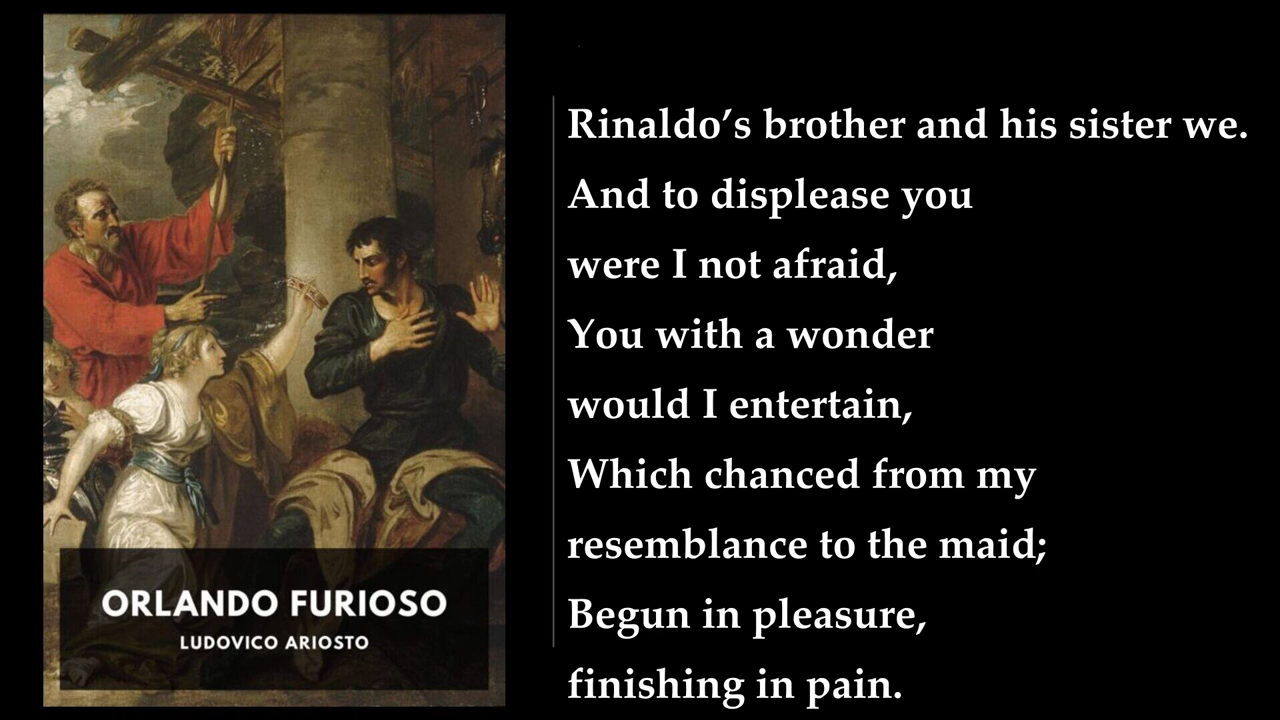 Rinaldo’s brother and his sister we.
And to displease you
were I not afraid,
You with a wonder
would I entertain,
Which chanced from my
resemblance to the maid;
Begun in pleasure,
finishing in pain.
ORLANDO FURIOSO
LUDOVICO ARIOSTO